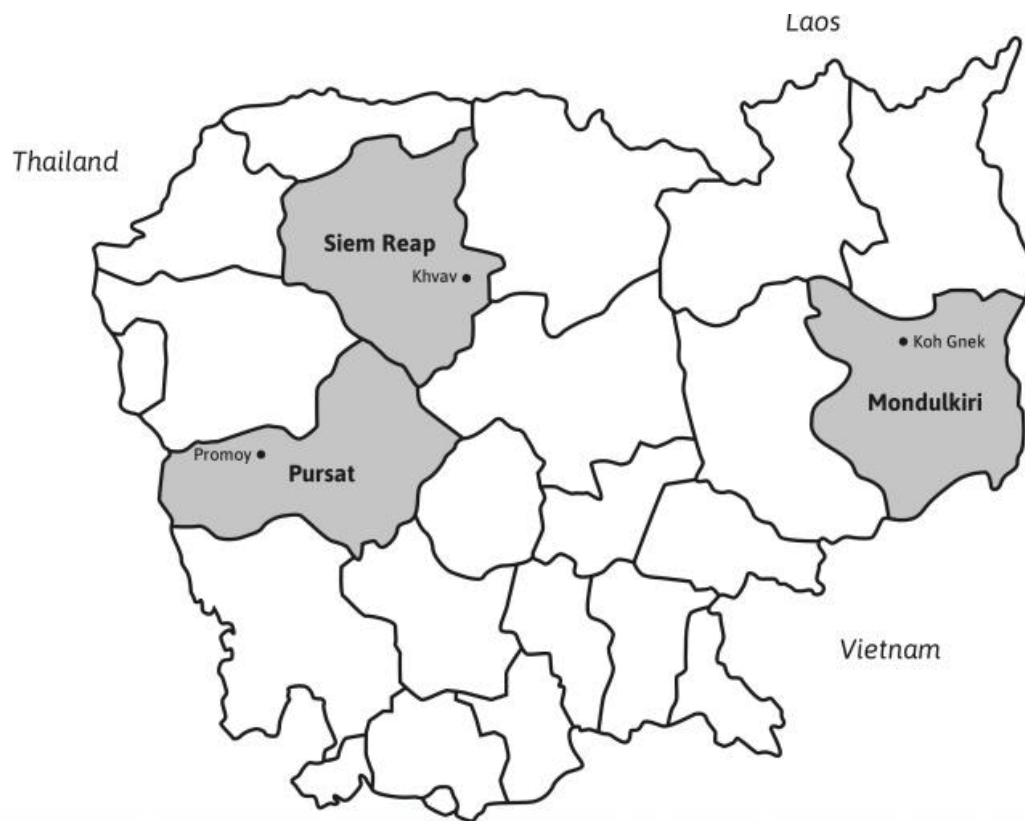 Laos
Thailand
Siem Reap
Khvav
Koh Gnek
Mondulkiri
Promoy
Pursat
Vietnam